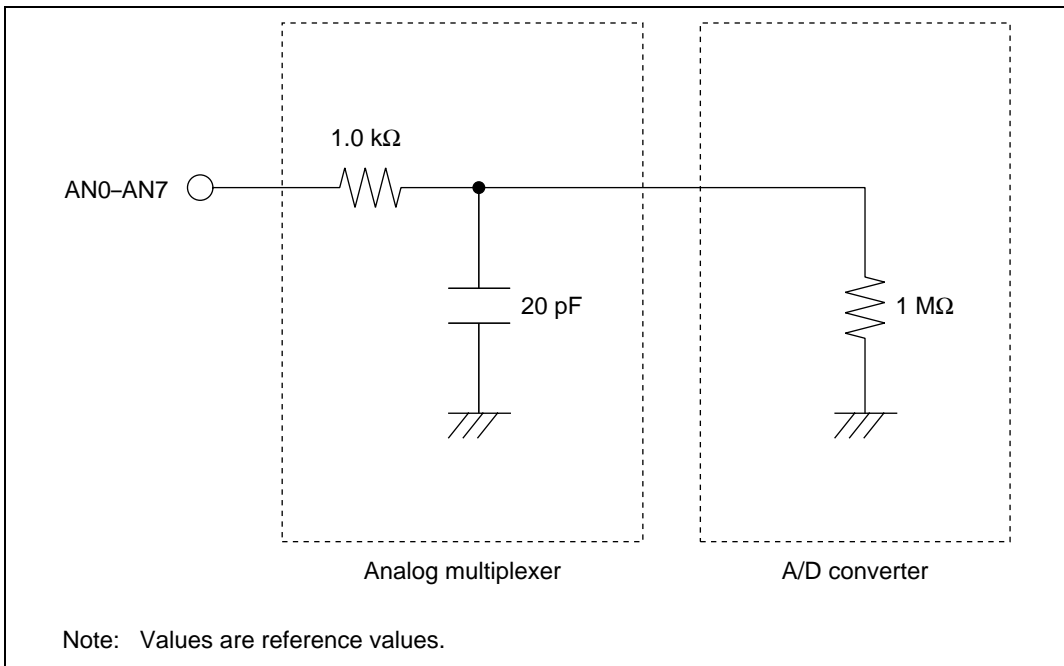 1.0 kΩ
AN0–AN7
20 pF
1 MΩ
Analog multiplexer
A/D converter
Note: Values are reference values.